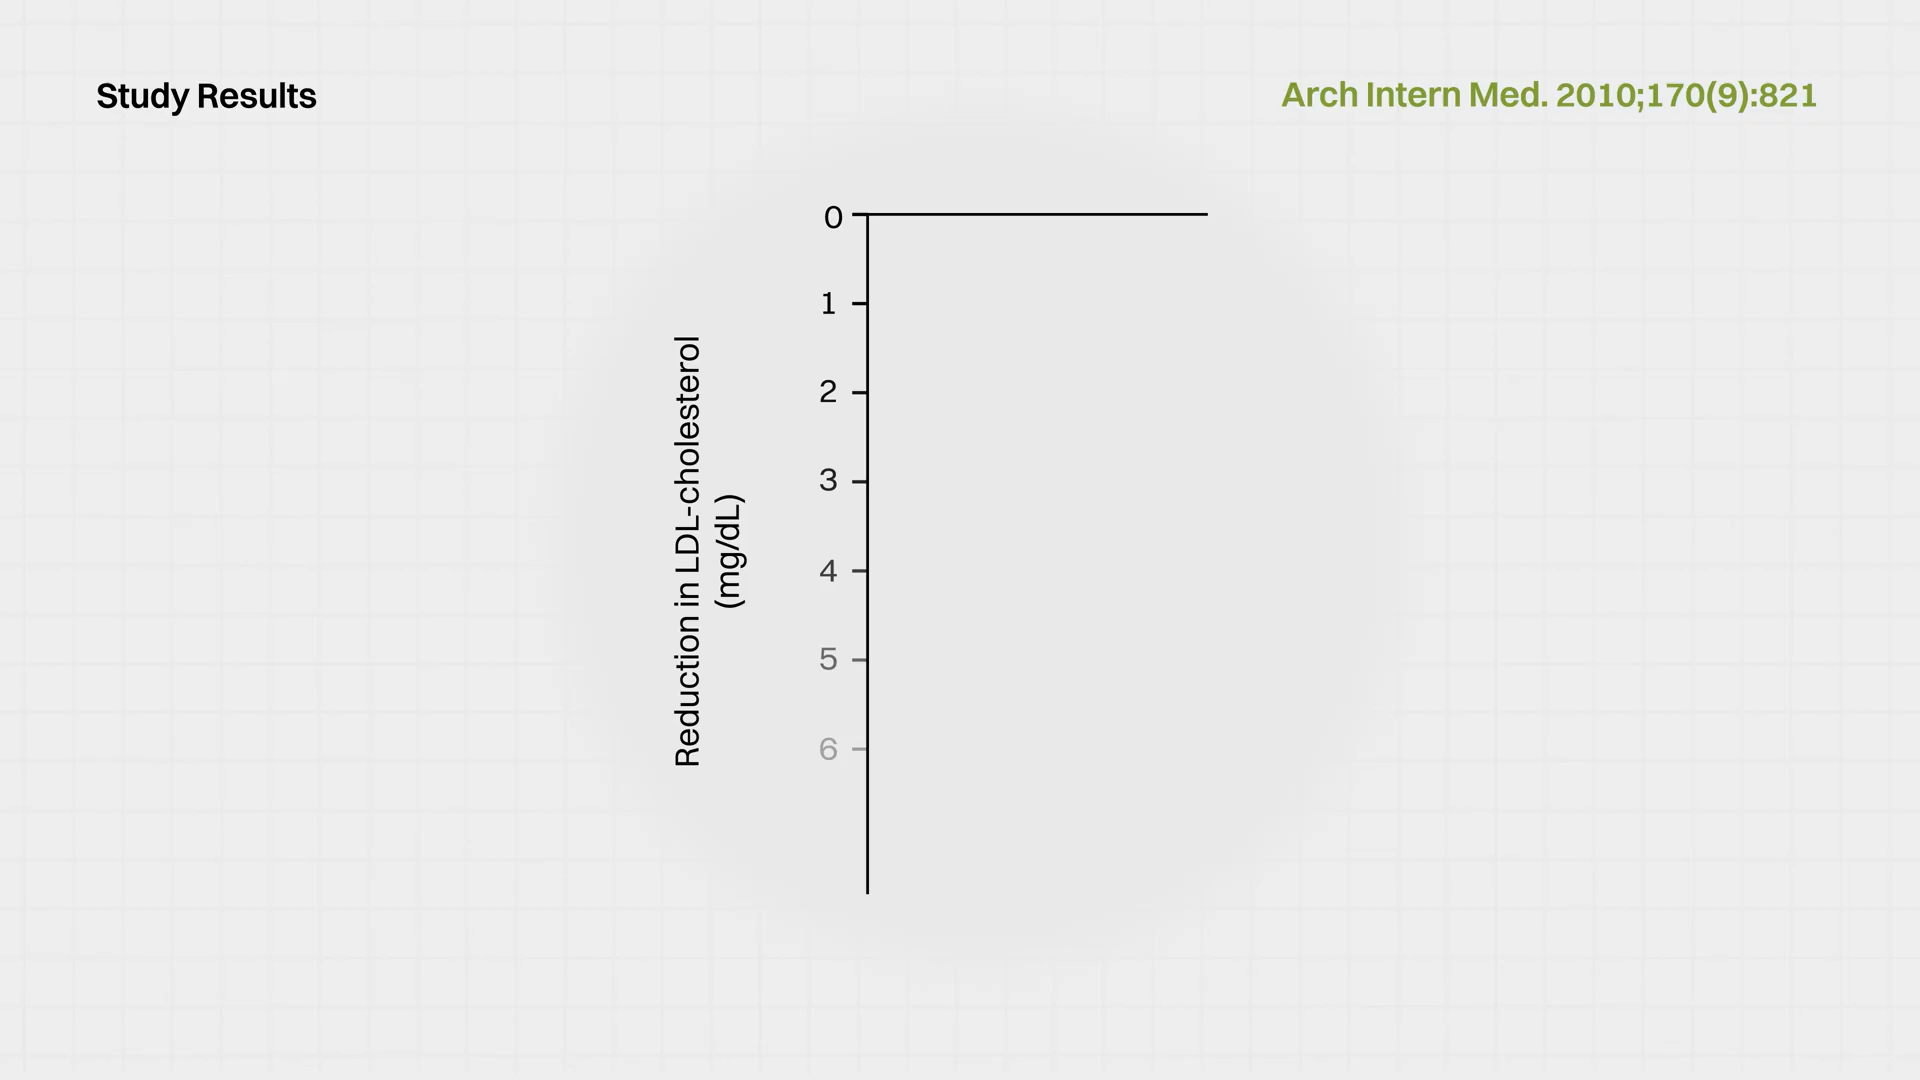 Study Results
Arch Intern Med. 2010;170(9):821
Reduction in LDL-cholesterol
(mg/dL)
0
1
2
3
4
5
6